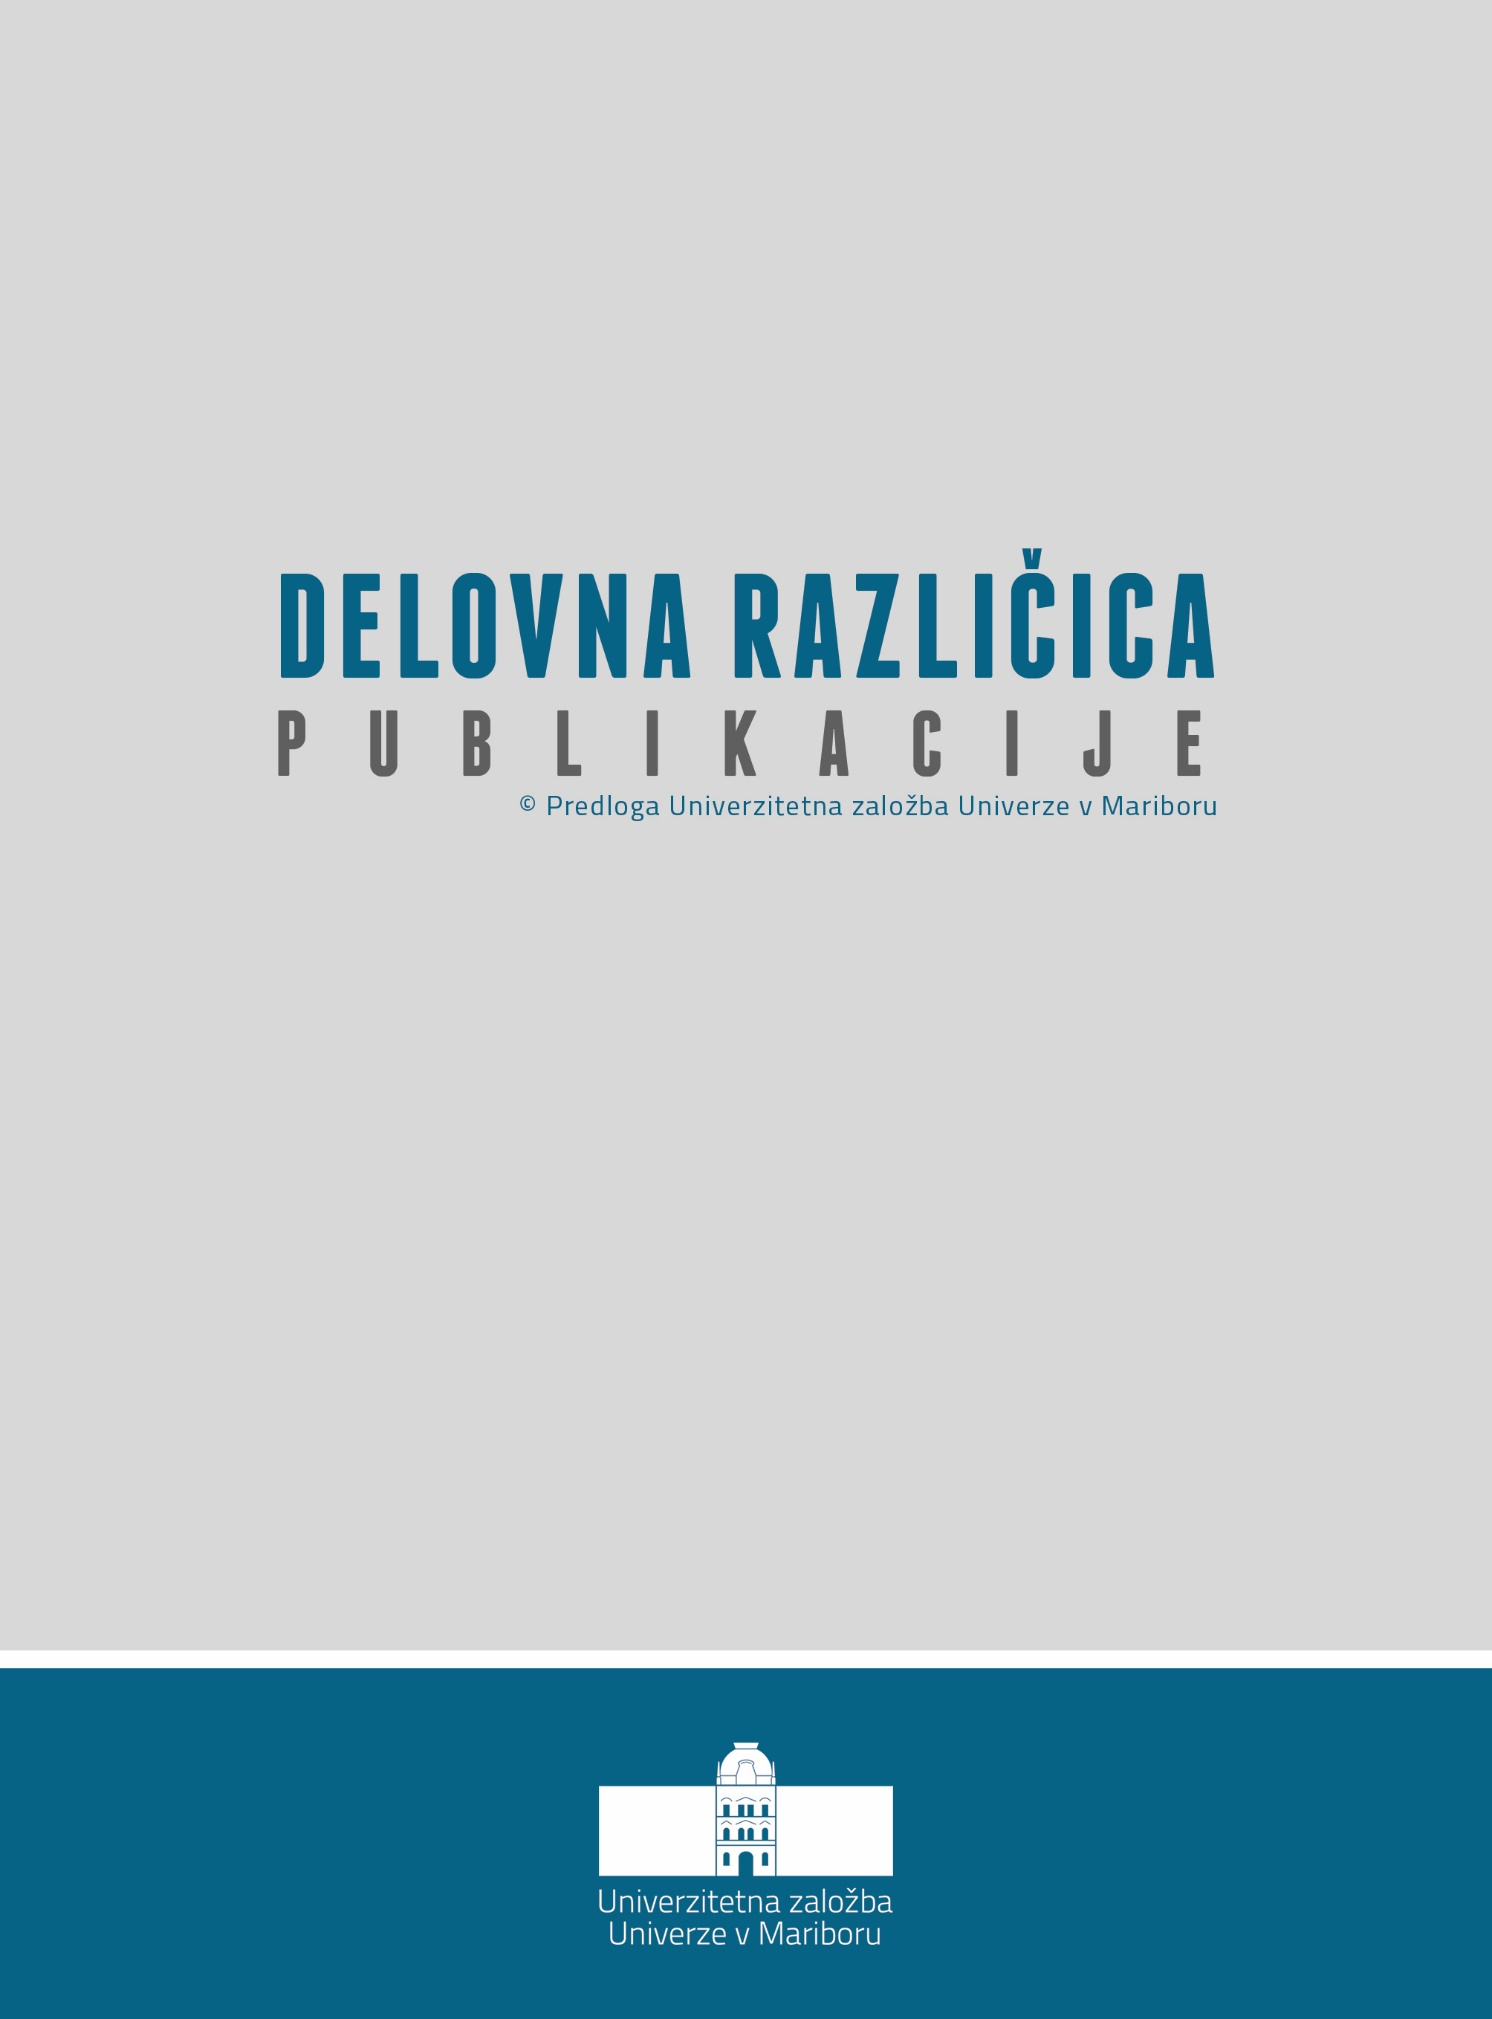 DELOVNA RAZLIČICA
PUBLIKACIJE
© Predloga Univerzitetna založba Univerze v Mariboru
Univerzitetna založba
Univerze v Mariboru